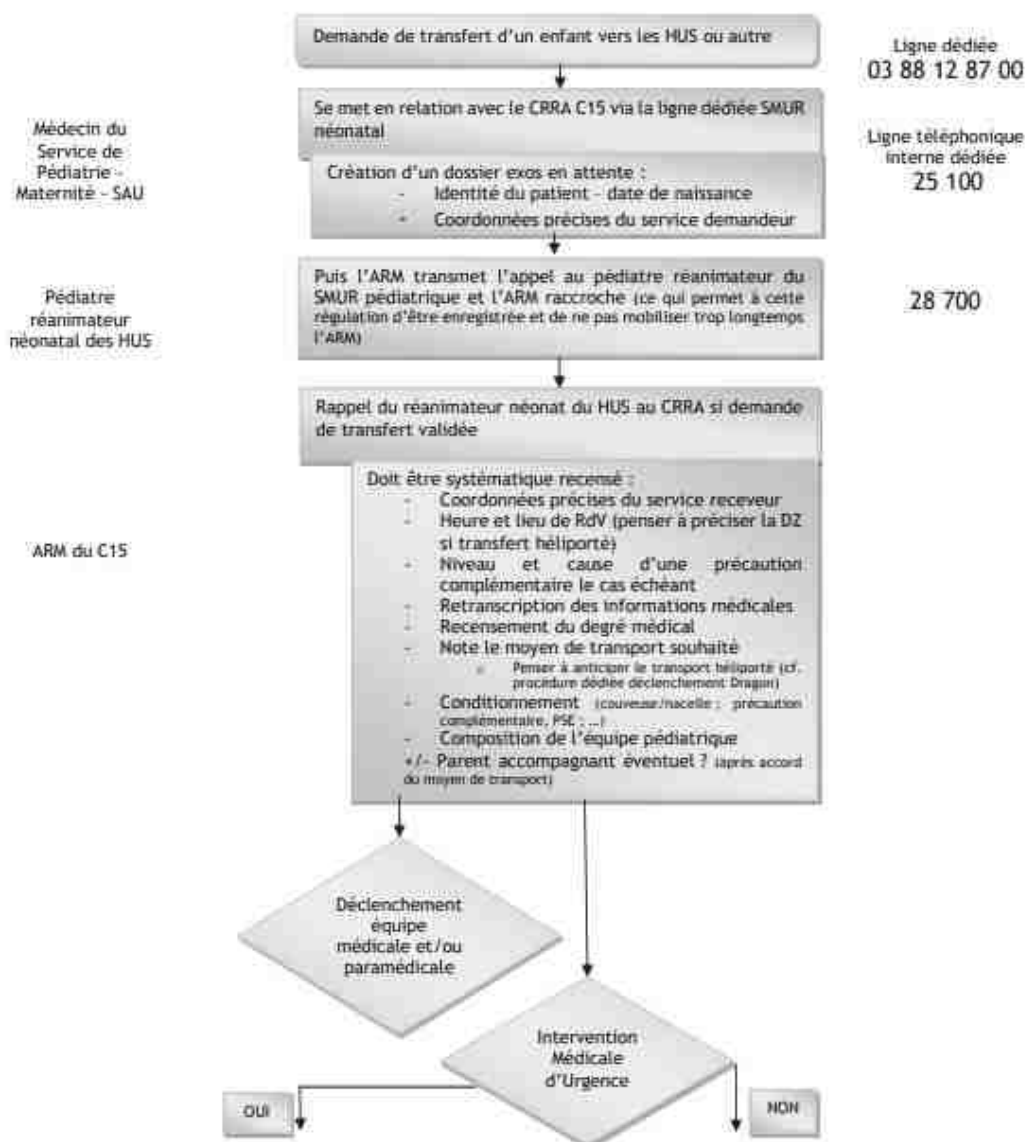 Demande de transfert d'un enfant vers les HUS ou autre
Ligne dédiée
03 88 12 87 00
Médecin du
Service de
Pédiatrie -
Maternité - SAU
Se met en relation avec le CRRA C15 via la ligne dédiée SMUR
néonatal
Création d'un dossier exos en attente :
- Identité du patient - date de naissance
- Coordonnées précises du service demandeur
Ligne téléphonique
interne dédiée
25 100
Pédiatre
réanimateur
néonatal des HUS
Puis l'ARM transmet l'appel au pédiatre réanimateur du
SMUR pédiatrique et l'ARM raccroche (ce qui permet à cette
régulation d'être enregistrée et de ne pas mobiliser trop longtemps
l'ARM)
28 700
Rappel du réanimateur néonat du HUS au CRRA si demande
de transfert validée
ARM du C15
Doit être systématique recensé :
- Coordonnées précises du service receveur
- Heure et lieu de RdV (penser à préciser la DZ
si transfert héliporté)
- Niveau et cause d'une précaution
complémentaire le cas échéant
- Retranscription des informations médicales
- Recensement du degré médical
- Note le moyen de transport souhaité
o Penser à anticiper le transport héliporté (cf.
procédure dédiée déclenchement Dragon)
- Conditionnement (couveuse/nacelle ; précaution
complémentaire, PSE ; …)
- Composition de l'équipe pédiatrique
+/- Parent accompagnant éventuel ? (après accord
du moyen de transport)
Déclenchement
équipe
médicale et/ou
paramédicale
Intervention
Médicale
d'Urgence
OUI
NON